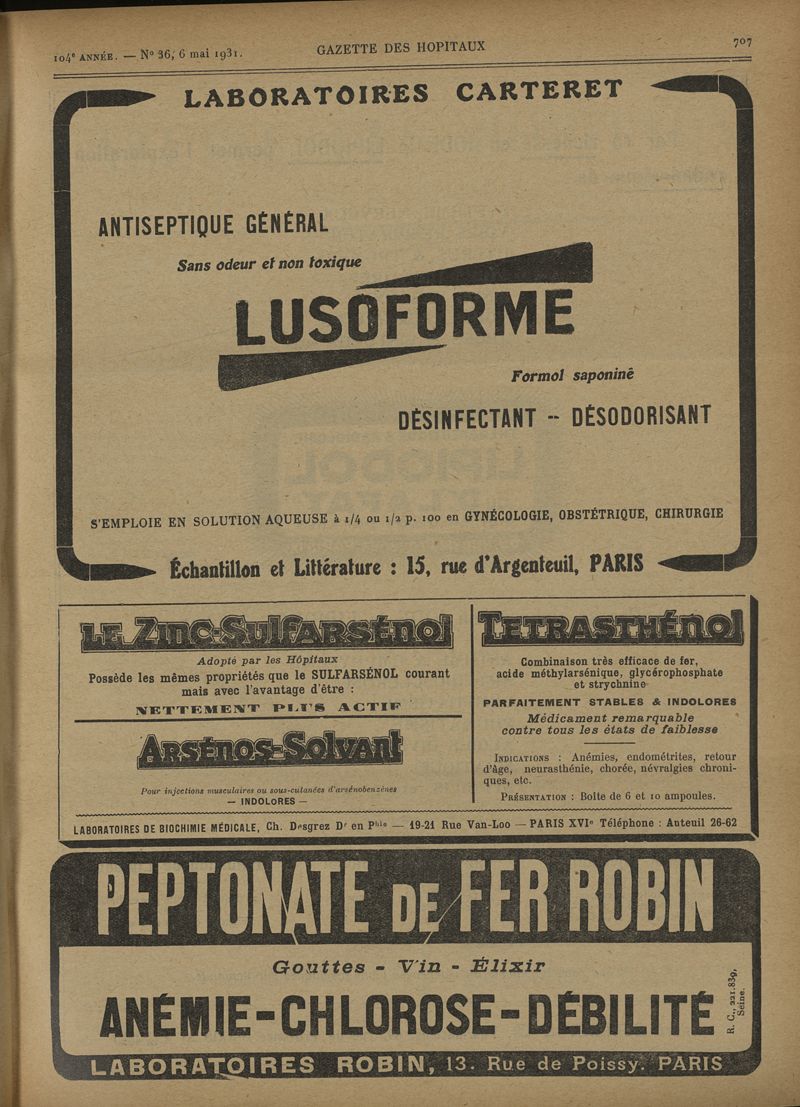 104e ANNÉE. — No 36, 6 mai 1931.
GAZETTE DES HOPITAUX
707
LABORATOIRES CARTERET
ANTISEPTIQUE GÉNÉRAL
Sans odeur et non toxique
LUSOFORME
Formol saponiné
DÉSINFECTANT -- DÉSODORISANT
S'EMPLOIE EN SOLUTION AQUEUSE à 1/4 ou 1/2 p. 100 en GYNÉCOLOGIE, OBSTÉTRIQUE, CHIRURGIE
Échantillon et Littérature : 15, rue d'Argenteuil, PARIS
LE ZINC-SULFARSÉNOL
Adopté par les Hôpitaux
Possède les mêmes propriétés que le SULFARSÉNOL courant
mais avec l'avantage d'être :
NETTEMENT PLUS ACTIF
ARSÉNOS-SOLVANT
Pour injections musculaires ou sous-cutanées d'arsénobenzènes
— INDOLORES —
TETRASTHÉNOL
Combinaison très efficace de fer,
acide méthylarsénique, glycérophosphate
et strychnine
PARFAITEMENT STABLES & INDOLORES
Médicament remarquable
contre tous les états de faiblesse
INDICATIONS : Anémies, endométrites, retour
d'âge, neurasthénie, chorée, névralgies chroni-
ques, etc.
PRÉSENTATION : Boite de 6 et 10 ampoules.
LABORATOIRES DE BIOCHIMIE MÉDICALE, Ch. Desgrez Dr en Phie — 19-21 Rue Van-Loo — PARIS XVIe Téléphone : Auteuil 26-62
PEPTONATE DE FER ROBIN
Gouttes - Vin - Élixir
ANÉMIE-CHLOROSE-DÉBILITÉ
R. C., 221.839,
Seine.
LABORATOIRES ROBIN, 13. Rue de Poissy. PARIS